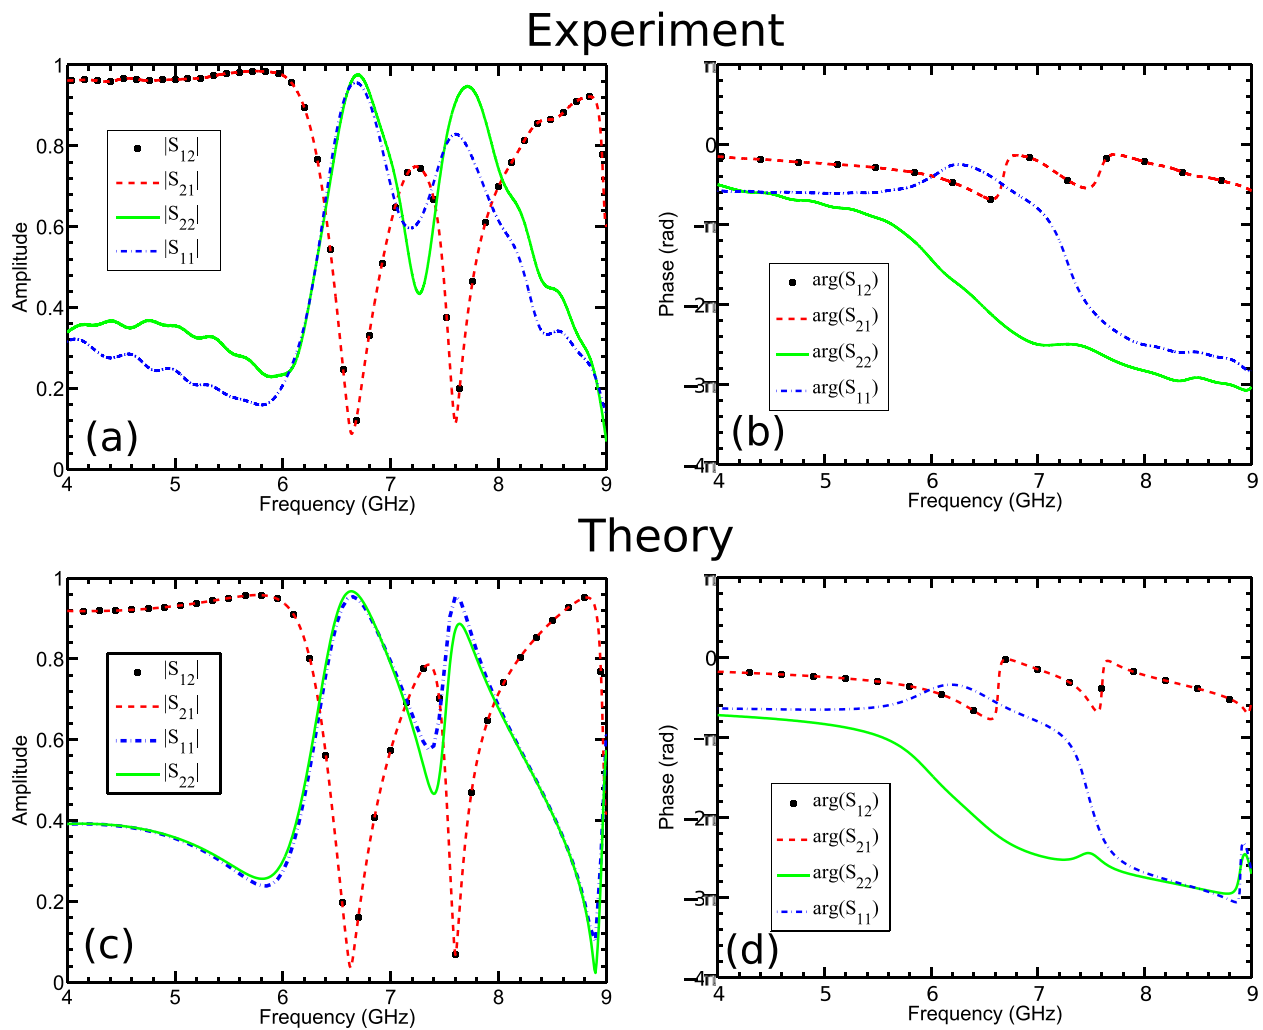 Experiment
1
0.8
0.6
0.4
0.2
0
Amplitude
|S12|
|S21|
|S22|
|S11|
(a)
4 5 6 7 8 9
Frequency (GHz)
π
0
−π
−2π
−3π
−4π
Phase (rad)
arg(S12)
arg(S21)
arg(S22)
arg(S11)
(b)
4 5 6 7 8 9
Frequency (GHz)
Theory
1
0.8
0.6
0.4
0.2
0
Amplitude
|S12|
|S21|
|S11|
|S22|
(c)
4 5 6 7 8 9
Frequency (GHz)
π
0
−π
−2π
−3π
−4π
Phase (rad)
arg(S12)
arg(S21)
arg(S22)
arg(S11)
(d)
4 5 6 7 8 9
Frequency (GHz)